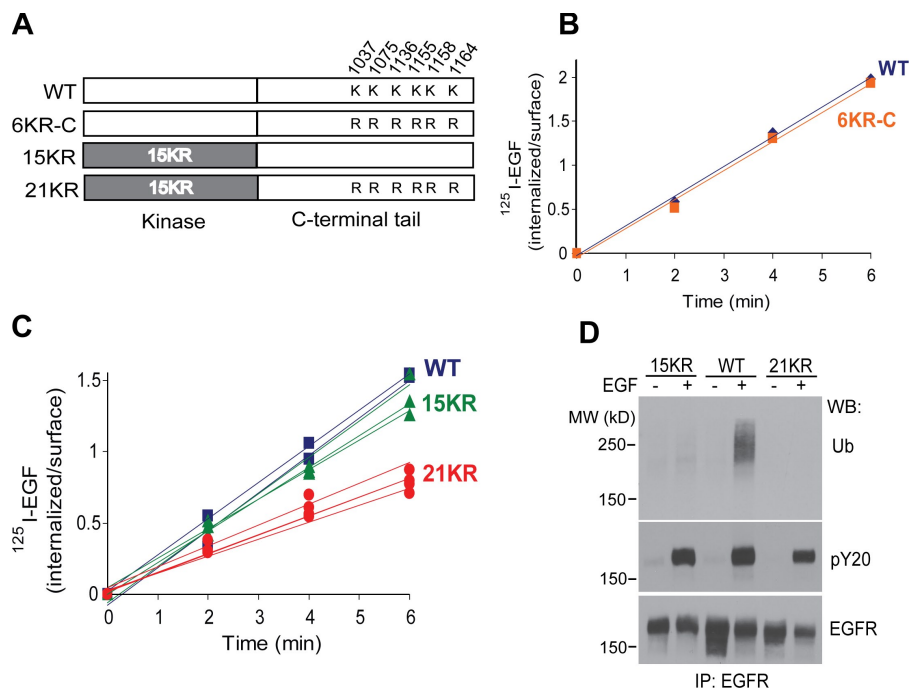 A
1037 1075 1136 1155 1158 1164
WT K K K K K K
6KR-C R R R R R R
15KR 15KR
21KR 15KR R R R R R R
Kinase C-terminal tail
B
125 I-EGF
(internalized/surface)
2
1.5
1
0.5
0
0 1 2 3 4 5 6
Time (min)
WT
6KR-C
C
125 I-EGF
(internalized/surface)
1.5
1
0.5
0
0 1 2 3 4 5 6
Time (min)
WT
15KR
21KR
D
15KR WT 21KR
EGF - + - + - + WB:
MW (kD)
250
Ub
150
pY20
150
EGFR
150
IP: EGFR